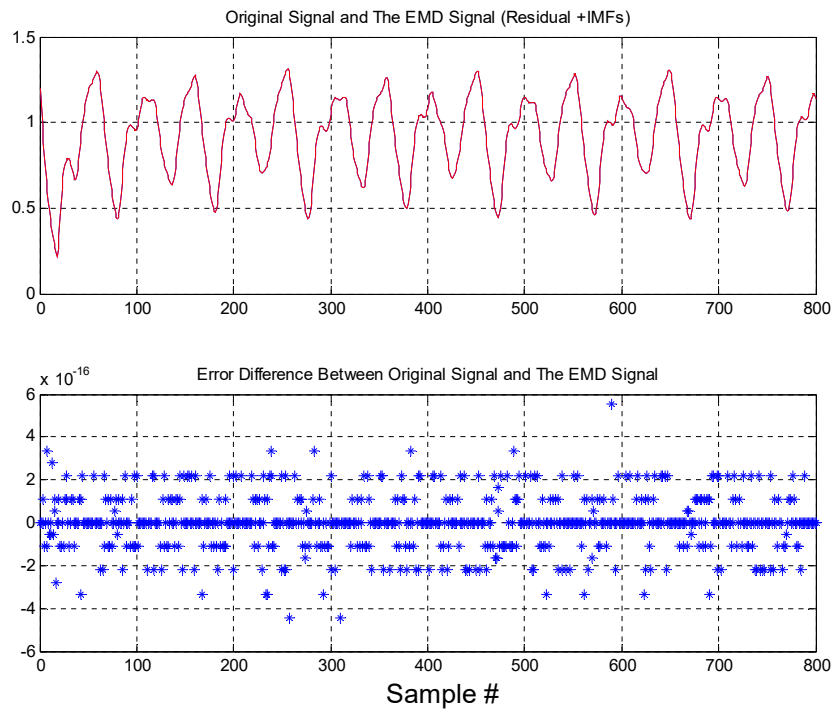 Original Signal and The EMD Signal (Residual +IMFs)
1.5
1
0.5
0
0 100 200 300 400 500 600 700 800
Error Difference Between Original Signal and The EMD Signal
x 10^-16
6
4
2
0
-2
-4
-6
0 100 200 300 400 500 600 700 800
Sample #